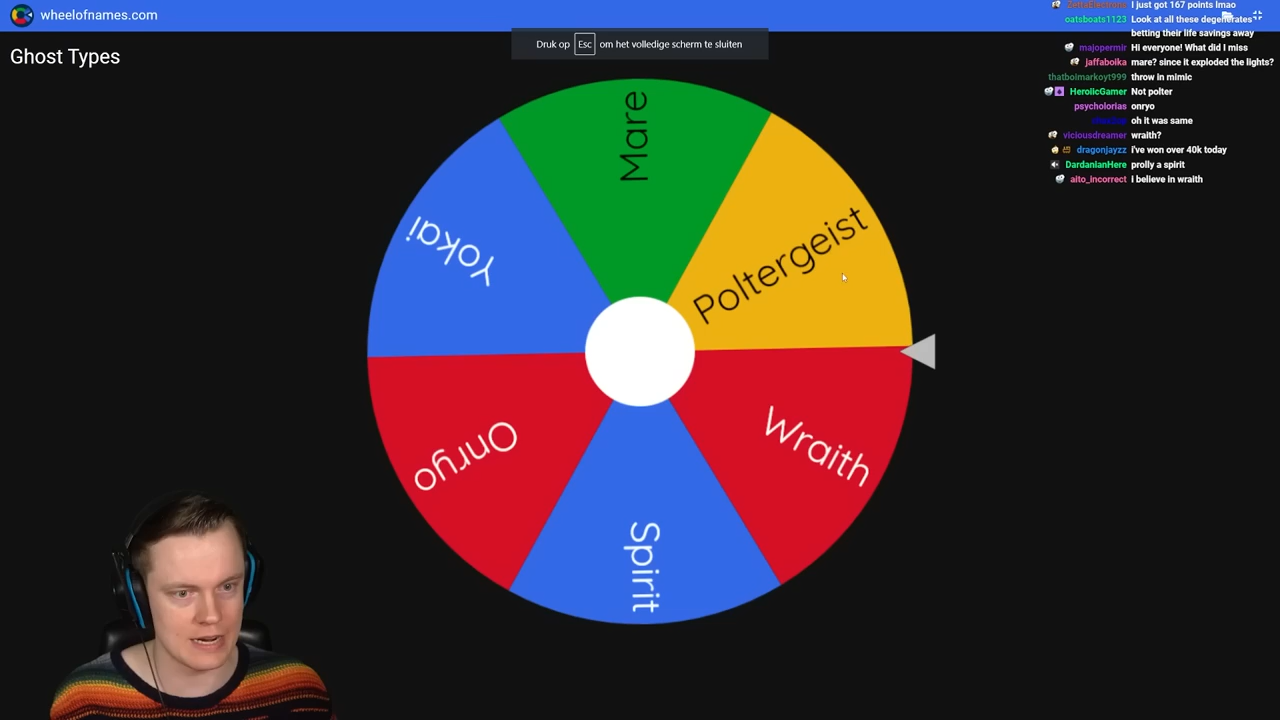 wheelofnames.com
Ghost Types
Druk op Esc om het volledige scherm te sluiten
Mare
Poltergeist
Wraith
Spirit
Onryo
Yokai
I just got 167 points lmao
oatsboats1123 Look at all these degenerates
betting their life savings away
majopermir Hi everyone! What did I miss
jaffaboika mare? since it exploded the lights?
thatboimarkoyt999 throw in mimic
HerolicGamer Not polter
psycholorias onryo
oh it was same
viciousdreamer wraith?
dragonjayzz i've won over 40k today
DardanianHere prolly a spirit
aito_incorrect i believe in wraith